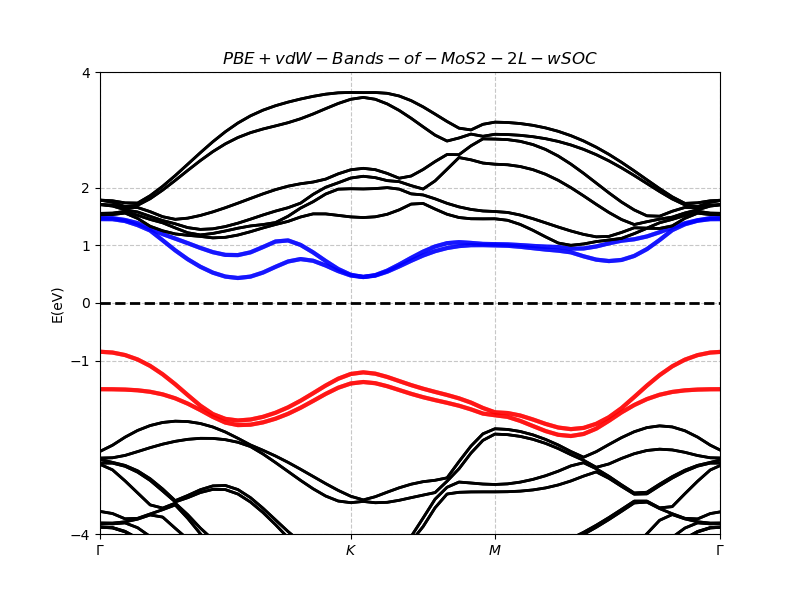 PBE + vdW − Bands − of − MoS2 − 2L − wSOC
4
2
1
0
−1
−4
E(eV)
Γ
K
M
Γ